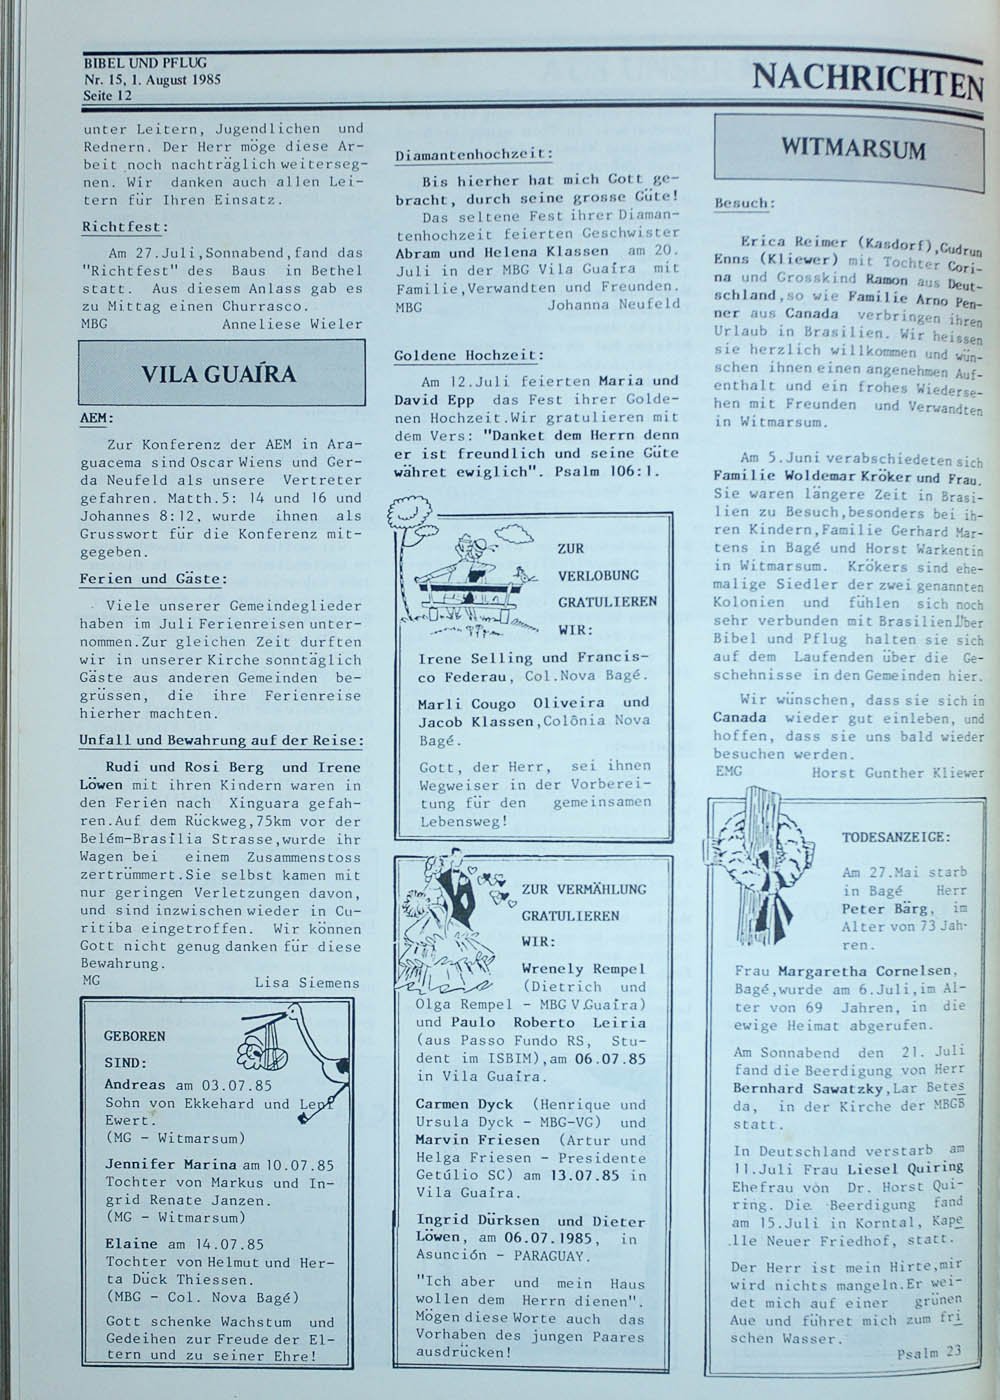 BIBEL UND PFLUG
Nr. 15, 1. August 1985
Seite 12
NACHRICHTEN
unter Leitern, Jugendlichen und
Rednern. Der Herr möge diese Ar-
beit noch nachträglich weiterseg-
nen. Wir danken auch allen Lei-
tern für Ihren Einsatz.
Richtfest:
Am 27.Juli,Sonnabend,fand das
"Richtfest" des Baus in Bethel
statt. Aus diesem Anlass gab es
zu Mittag einen Churrasco.
MBG Anneliese Wieler
VILA GUAÍRA
AEM:
Zur Konferenz der AEM in Ara-
guacema sind Oscar Wiens und Ger-
da Neufeld als unsere Vertreter
gefahren. Matth.5: 14 und 16 und
Johannes 8:12, wurde ihnen als
Grusswort für die Konferenz mit-
gegeben.
Ferien und Gäste:
Viele unserer Gemeindeglieder
haben im Juli Ferienreisen unter-
nommen.Zur gleichen Zeit durften
wir in unserer Kirche sonntäglich
Gäste aus anderen Gemeinden be-
grüssen, die ihre Ferienreise
hierher machten.
Unfall und Bewahrung auf der Reise:
Rudi und Rosi Berg und Irene
Löwen mit ihren Kindern waren in
den Ferién nach Xinguara gefah-
ren.Auf dem Rückweg,75km vor der
Belém-Brasília Strasse,wurde ihr
Wagen bei einem Zusammenstoss
zertrümmert.Sie selbst kamen mit
nur geringen Verletzungen davon,
und sind inzwischen wieder in Cu-
ritiba eingetroffen. Wir können
Gott nicht genug danken für diese
Bewahrung.
MG Lisa Siemens
GEBOREN
SIND:
Andreas am 03.07.85
Sohn von Ekkehard und Leni
Ewert.
(MG - Witmarsum)
Jennifer Marina am 10.07.85
Tochter von Markus und In-
grid Renate Janzen.
(MG - Witmarsum)
Elaine am 14.07.85
Tochter von Helmut und Her-
ta Dück Thiessen.
(MBG - Col. Nova Bagé)
Gott schenke Wachstum und
Gedeihen zur Freude der El-
tern und zu seiner Ehre!
Diamantenhochzeit:
Bis hierher hat mich Gott ge-
bracht, durch seine grosse Güte!
Das seltene Fest ihrer Diaman-
tenhochzeit feierten Geschwister
Abram und Helena Klassen am 20.
Juli in der MBG Vila Guaíra mit
Familie,Verwandten und Freunden.
MBG Johanna Neufeld
Goldene Hochzeit:
Am 12.Juli feierten Maria und
David Epp das Fest ihrer Golde-
nen Hochzeit.Wir gratulieren mit
dem Vers: "Danket dem Herrn denn
er ist freundlich und seine Güte
währet ewiglich". Psalm 106:1.
ZUR
VERLOBUNG
GRATULIEREN
WIR:
Irene Selling und Francis-
co Federau, Col.Nova Bagé.
Marli Cougo Oliveira und
Jacob Klassen,Colônia Nova
Bagé.
Gott, der Herr, sei ihnen
Wegweiser in der Vorberei-
tung für den gemeinsamen
Lebensweg!
ZUR VERMÄHLUNG
GRATULIEREN
WIR:
Wrenely Rempel
(Dietrich und
Olga Rempel - MBG V.Guaíra)
und Paulo Roberto Leiria
(aus Passo Fundo RS, Stu-
dent im ISBIM),am 06.07.85
in Vila Guaíra.
Carmen Dyck (Henrique und
Ursula Dyck - MBG-VG) und
Marvin Friesen (Artur und
Helga Friesen - Presidente
Getúlio SC) am 13.07.85 in
Vila Guaíra.
Ingrid Dürksen und Dieter
Löwen, am 06.07.1985, in
Asunción - PARAGUAY.
"Ich aber und mein Haus
wollen dem Herrn dienen".
Mögen diese Worte auch das
Vorhaben des jungen Paares
ausdrücken!
WITMARSUM
Besuch:
Erica Reimer (Kasdorf),Gudrun
Enns (Kliewer) mit Tochter Cori-
na und Grosskind Ramon aus Deut-
schland,so wie Familie Arno Pen-
ner aus Canada verbringen ihren
Urlaub in Brasilien. Wir heissen
sie herzlich willkommen und wün-
schen ihnen einen angenehmen Auf-
enthalt und ein frohes Wiederse-
hen mit Freunden und Verwandten
in Witmarsum.
Am 5.Juni verabschiedeten sich
Familie Woldemar Kröker und Frau.
Sie waren längere Zeit in Brasi-
lien zu Besuch,besonders bei ih-
ren Kindern,Familie Gerhard Mar-
tens in Bagé und Horst Warkentin
in Witmarsum. Krökers sind ehe-
malige Siedler der zwei genannten
Kolonien und fühlen sich noch
sehr verbunden mit Brasilien.Über
Bibel und Pflug halten sie sich
auf dem Laufenden über die Ge-
schehnisse in den Gemeinden hier.
Wir wünschen, dass sie sich in
Canada wieder gut einleben, und
hoffen, dass sie uns bald wieder
besuchen werden.
EMG Horst Gunther Kliewer
TODESANZEIGE:
Am 27.Mai starb
in Bagé Herr
Peter Bärg, im
Alter von 73 Jah-
ren.
Frau Margaretha Cornelsen,
Bagé,wurde am 6.Juli,im Al-
ter von 69 Jahren, in die
ewige Heimat abgerufen.
Am Sonnabend den 21. Juli
fand die Beerdigung von Herr
Bernhard Sawatzky,Lar Betes
da, in der Kirche der MBGB
statt.
In Deutschland verstarb am
11.Juli Frau Liesel Quiring
Ehefrau von Dr. Horst Qui-
ring. Die Beerdigung fand
am 15.Juli in Korntal, Kape
lle Neuer Friedhof, statt.
Der Herr ist mein Hirte,mir
wird nichts mangeln.Er wei-
det mich auf einer grünen
Aue und führet mich zum fri
schen Wasser.
Psalm 23